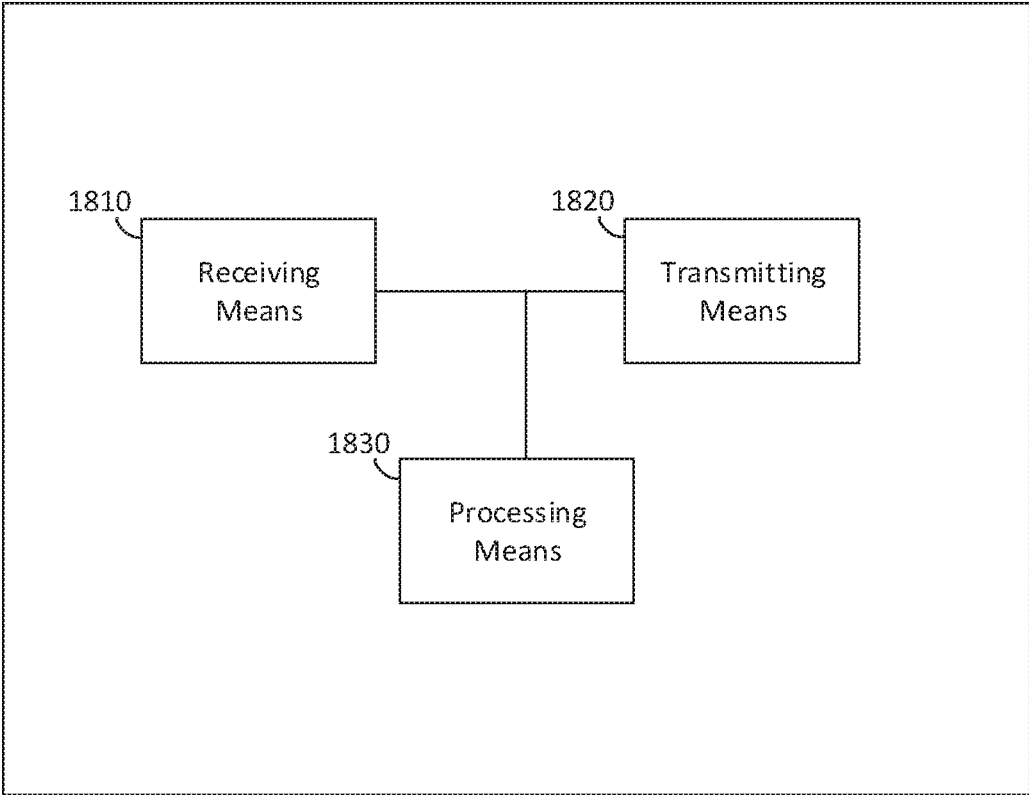 1810
Receiving
Means
1820
Transmitting
Means
1830
Processing
Means